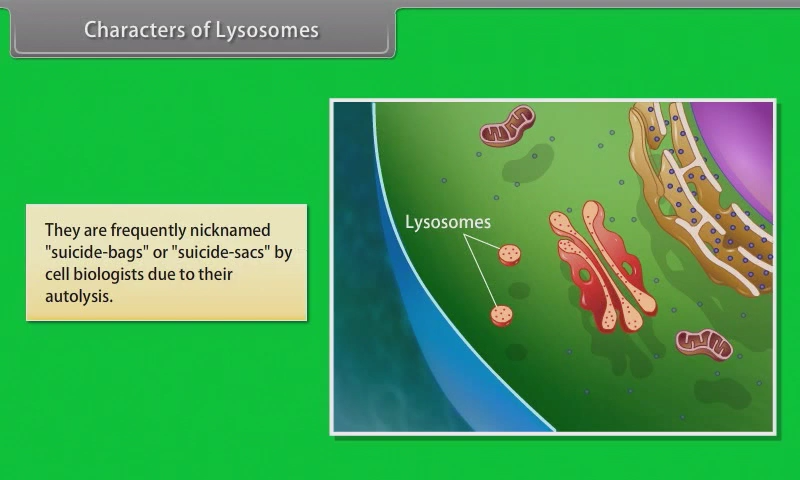 Characters of Lysosomes
They are frequently nicknamed
"suicide-bags" or "suicide-sacs" by
cell biologists due to their
autolysis.
Lysosomes